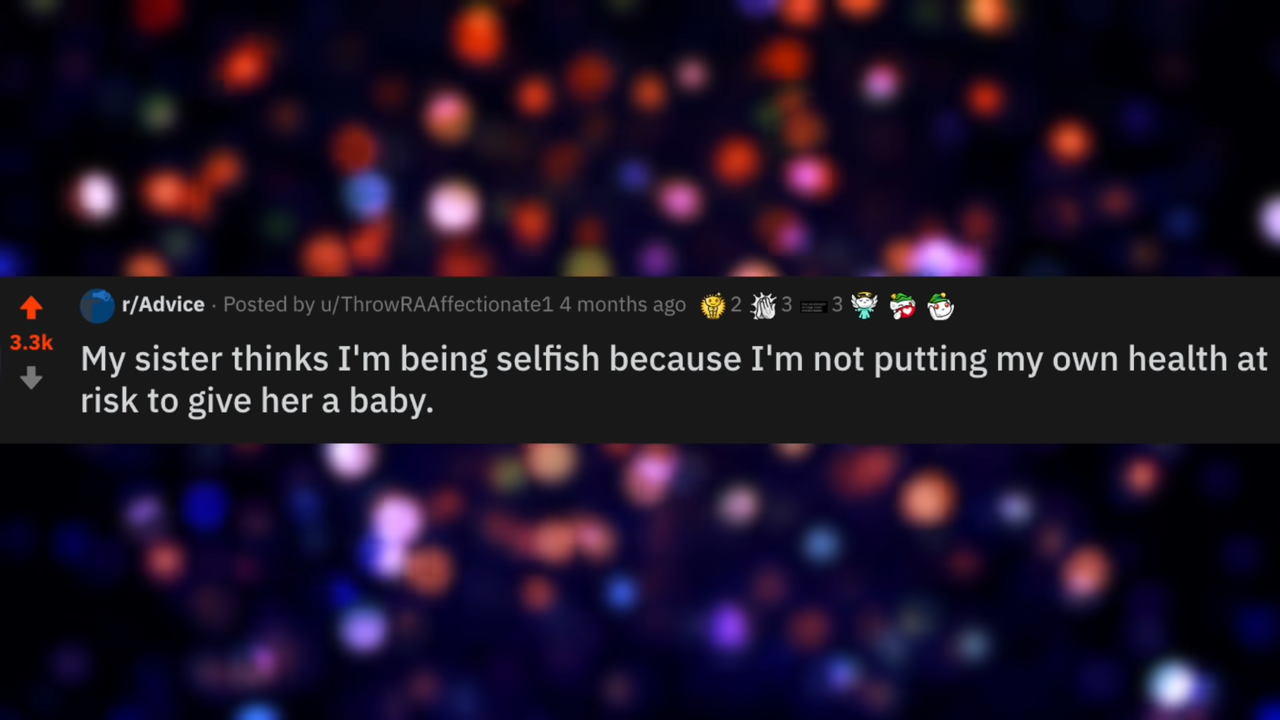 r/Advice · Posted by u/ThrowRAAffectionate1 4 months ago 2 3 3
3.3k
My sister thinks I'm being selfish because I'm not putting my own health at
risk to give her a baby.